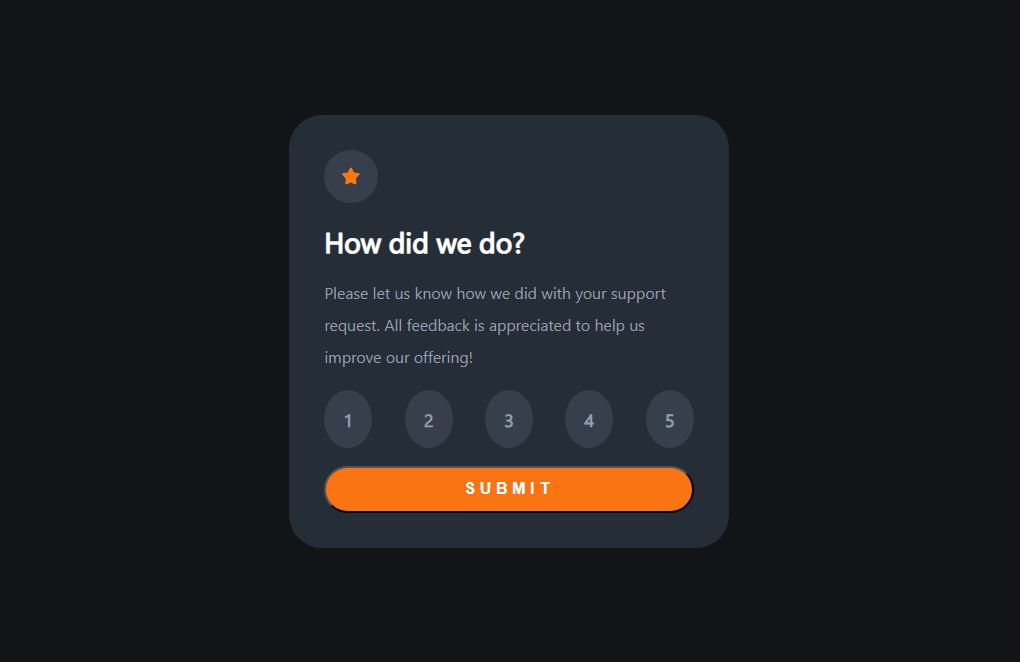 How did we do?
Please let us know how we did with your support
request. All feedback is appreciated to help us
improve our offering!
1 2 3 4 5
SUBMIT